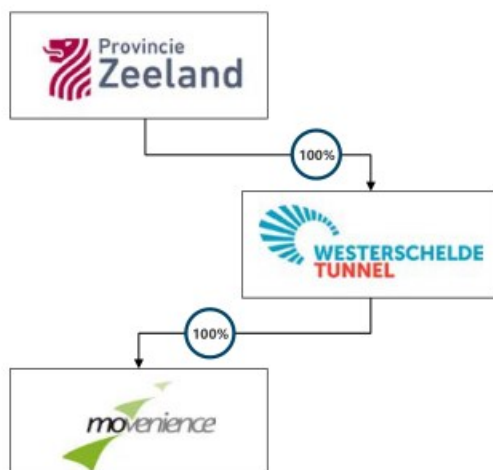 Provincie
Zeeland
100%
WESTERSCHELDE
TUNNEL
100%
movenience